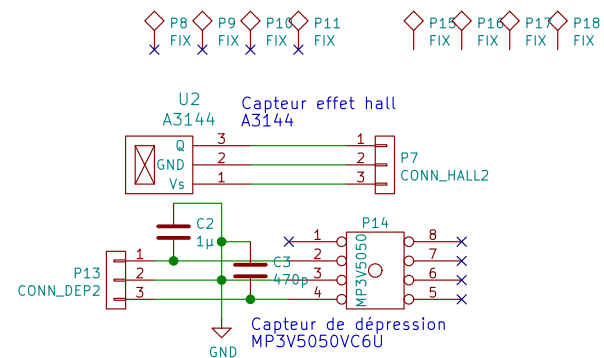 P8 P9 P10 P11 P15 P16 P17 P18
FIX FIX FIX FIX FIX FIX FIX FIX
U2
A3144
Capteur effet hall
A3144
Q 3 1
GND 2 2
Vs 1 3
P7
CONN_HALL2
C2
1µ
P14
MP3V5050
1 8
2 7
3 6
4 5
C3
470p
P13
CONN_DEP2
1
2
3
Capteur de dépression
MP3V5050VC6U
GND